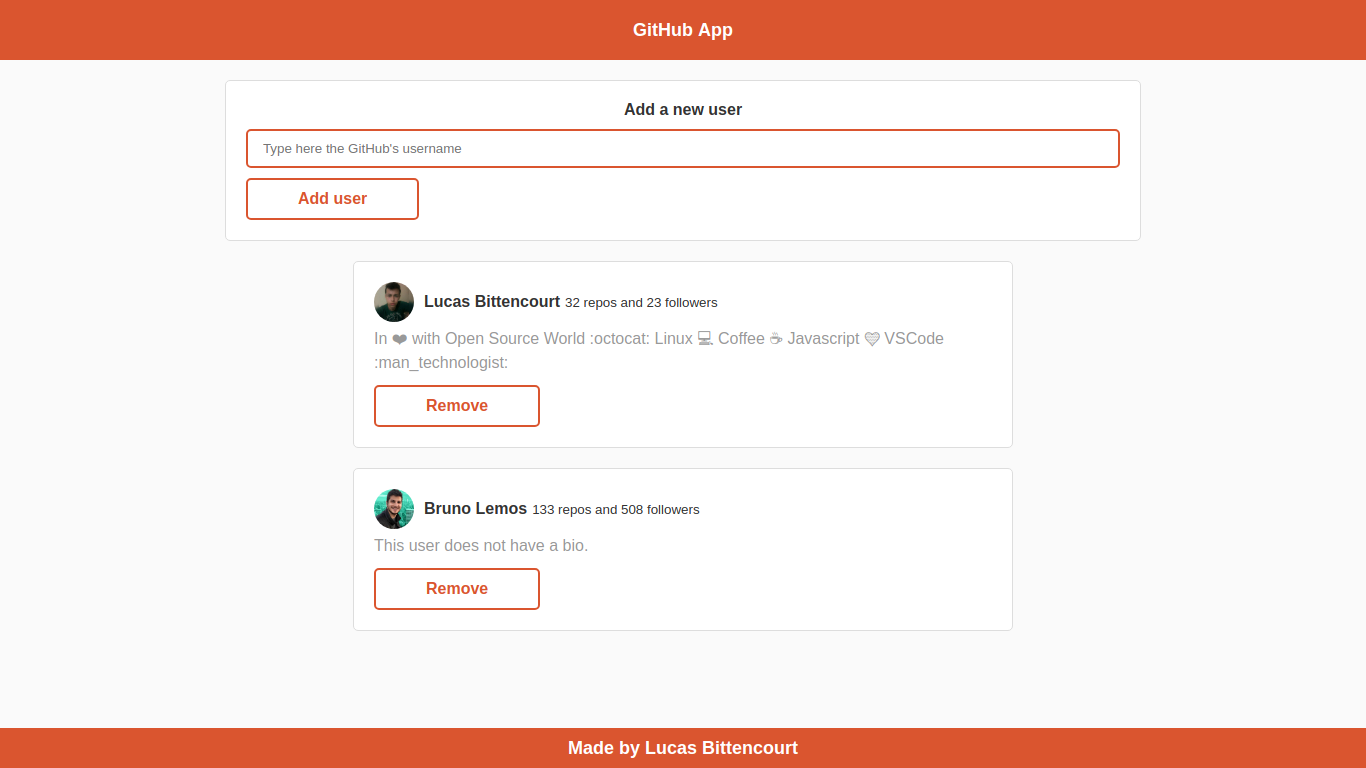 GitHub App
Add a new user
Type here the GitHub's username
Add user
Lucas Bittencourt 32 repos and 23 followers
In ❤ with Open Source World :octocat: Linux 💻 Coffee ☕ Javascript 💛 VSCode
:man_technologist:
Remove
Bruno Lemos 133 repos and 508 followers
This user does not have a bio.
Remove
Made by Lucas Bittencourt